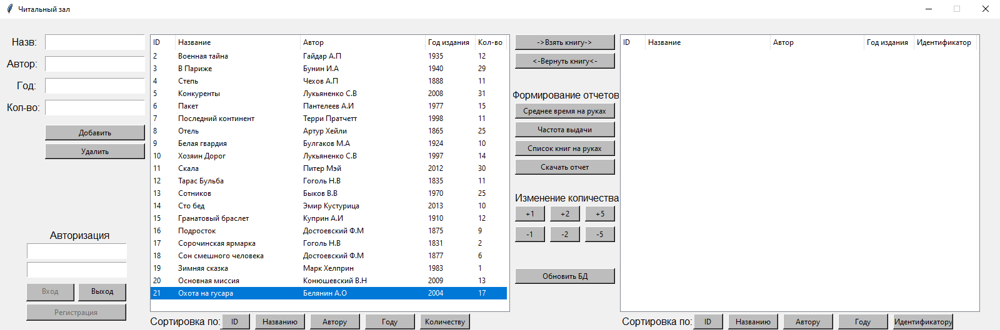 Читальный зал
Назв:
Автор:
Год:
Кол-во:
Добавить
Удалить
Авторизация
Вход Выход
Регистрация
ID Название Автор Год издания Кол-во
2 Военная тайна Гайдар А.П 1935 12
3 В Париже Бунин И.А 1940 29
4 Степь Чехов А.П 1888 11
5 Конкуренты Лукьяненко С.В 2008 31
6 Пакет Пантелеев А.И 1977 15
7 Последний континент Терри Пратчетт 1998 11
8 Отель Артур Хейли 1865 25
9 Белая гвардия Булгаков М.А 1924 10
10 Хозяин Дорог Лукьяненко С.В 1997 14
11 Скала Питер Мэй 2012 30
12 Тарас Бульба Гоголь Н.В 1835 11
13 Сотников Быков В.В 1970 25
14 Сто бед Эмир Кустурица 2013 10
15 Гранатовый браслет Куприн А.И 1910 12
16 Подросток Достоевский Ф.М 1875 9
17 Сорочинская ярмарка Гоголь Н.В 1831 2
18 Сон смешного человека Достоевский Ф.М 1877 6
19 Зимняя сказка Марк Хелприн 1983 1
20 Основная миссия Конюшевский В.Н 2009 13
21 Охота на гусара Белянин А.О 2004 17
Сортировка по: ID Названию Автору Году Количеству
->Взять книгу->
<-Вернуть книгу<-
Формирование отчетов
Среднее время на руках
Частота выдачи
Список книг на руках
Скачать отчет
Изменение количества
+1 +2 +5
-1 -2 -5
Обновить БД
ID Название Автор Год издания Идентификатор
Сортировка по: ID Названию Автору Году Идентификатору